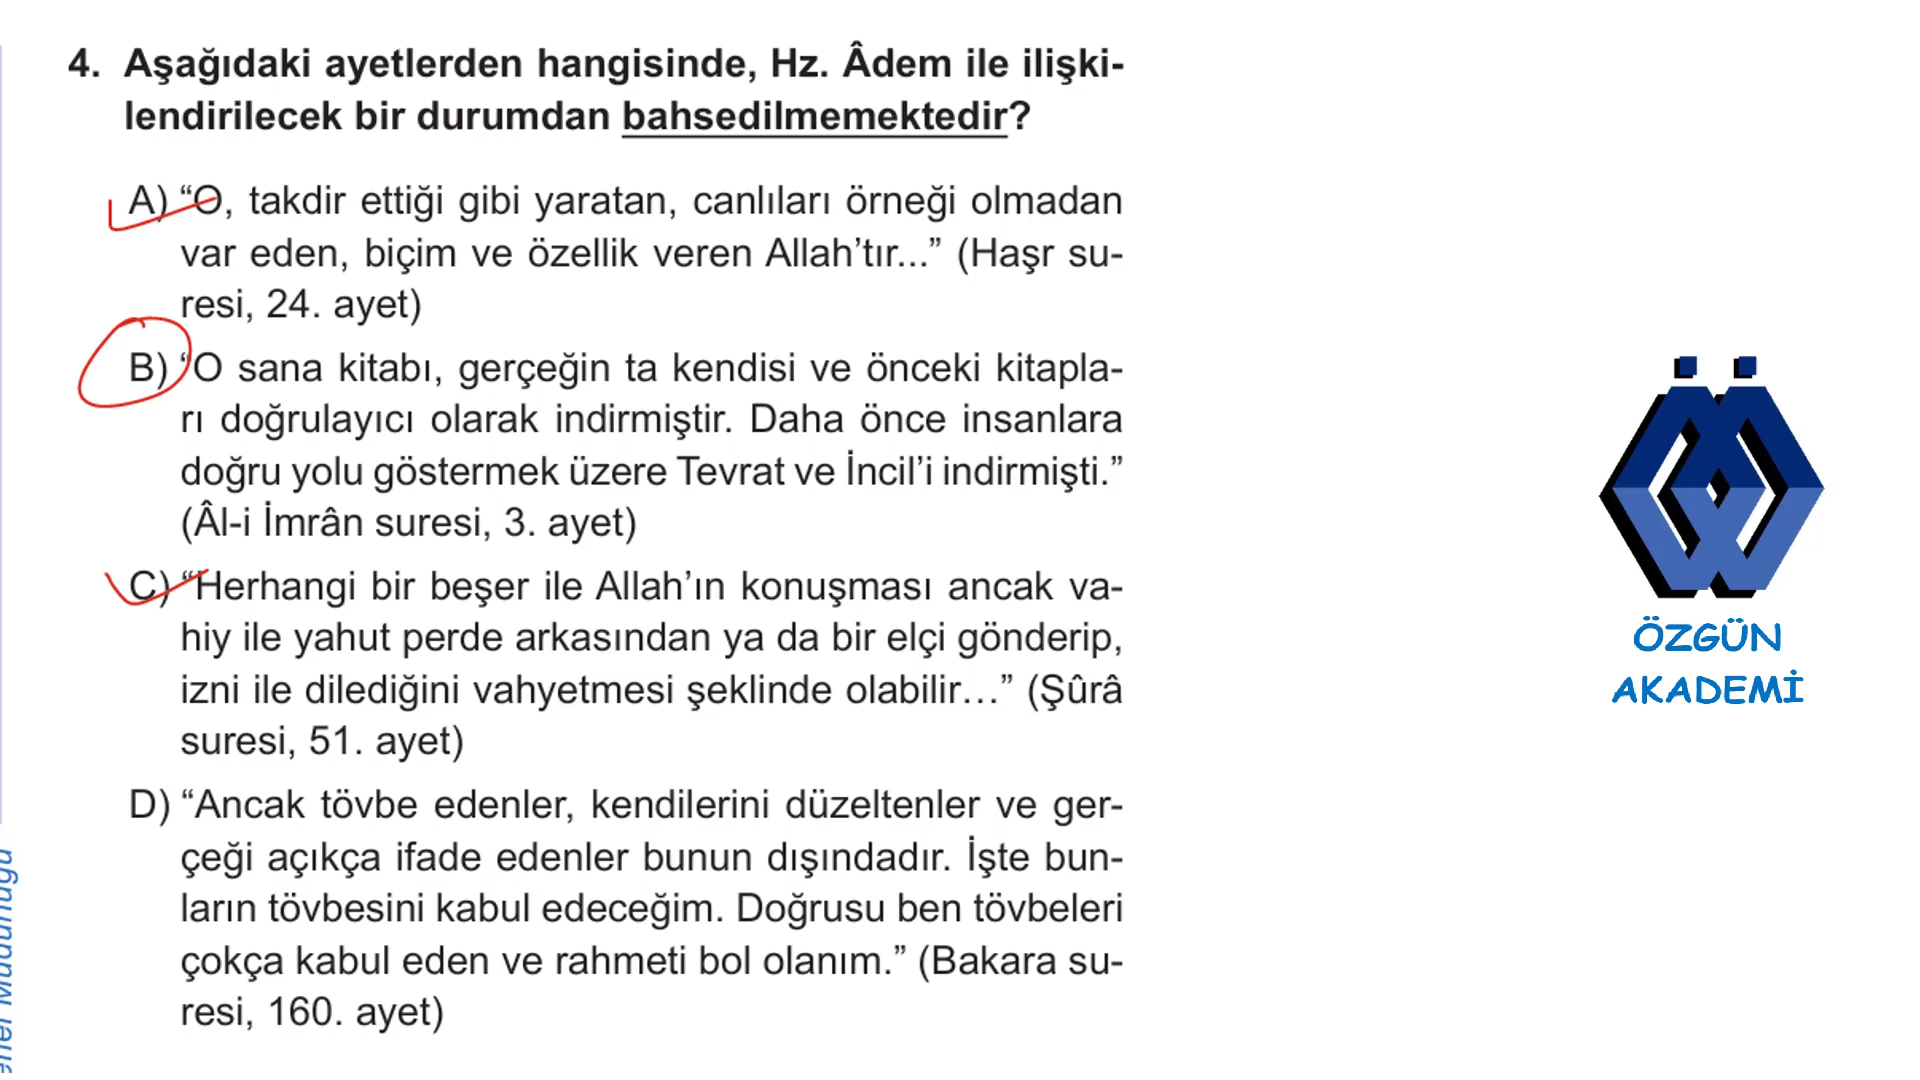 4. Aşağıdaki ayetlerden hangisinde, Hz. Âdem ile ilişki-
lendirilecek bir durumdan bahsedilmemektedir?
A) “O, takdir ettiği gibi yaratan, canlıları örneği olmadan
var eden, biçim ve özellik veren Allah’tır...” (Haşr su-
resi, 24. ayet)
B) “O sana kitabı, gerçeğin ta kendisi ve önceki kitapla-
rı doğrulayıcı olarak indirmiştir. Daha önce insanlara
doğru yolu göstermek üzere Tevrat ve İncil’i indirmişti.”
(Âl-i İmrân suresi, 3. ayet)
C) “Herhangi bir beşer ile Allah’ın konuşması ancak va-
hiy ile yahut perde arkasından ya da bir elçi gönderip,
izni ile dilediğini vahyetmesi şeklinde olabilir…” (Şûrâ
suresi, 51. ayet)
D) “Ancak tövbe edenler, kendilerini düzeltenler ve ger-
çeği açıkça ifade edenler bunun dışındadır. İşte bun-
ların tövbesini kabul edeceğim. Doğrusu ben tövbeleri
çokça kabul eden ve rahmeti bol olanım.” (Bakara su-
resi, 160. ayet)
ÖZGÜN
AKADEMİ